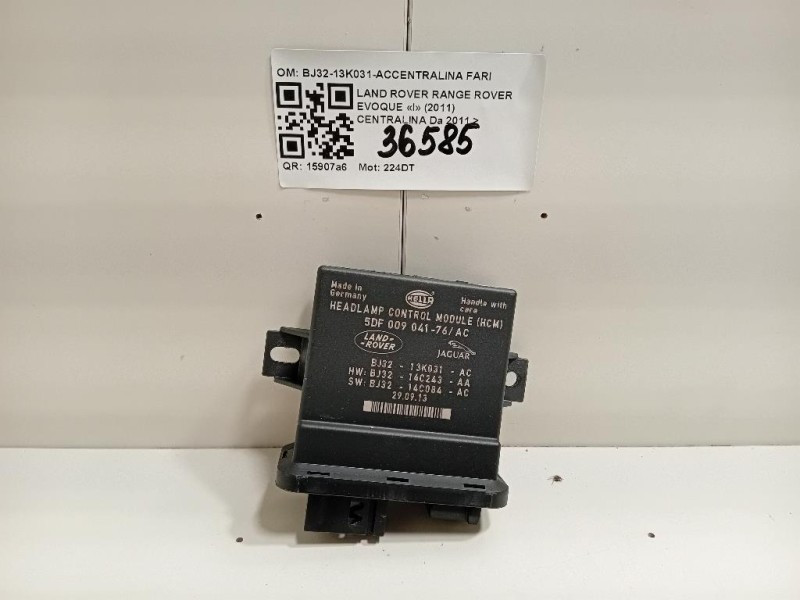 OM: BJ32-13K031-ACCENTRALINA FARI
LAND ROVER RANGE ROVER
EVOQUE «I» (2011)
CENTRALINA Da 2011 >
36585
QR: 15907a6 Mot: 224DT
Made in
Germany
HELLA
Handle with
care
HEADLAMP CONTROL MODULE (HCM)
5DF 009 041-76/AC
LAND-
-ROVER
JAGUAR
BJ32 - 13K031 - AC
HW: BJ32 - 14C243 - AA
SW: BJ32 - 14C084 - AC
29.09.13